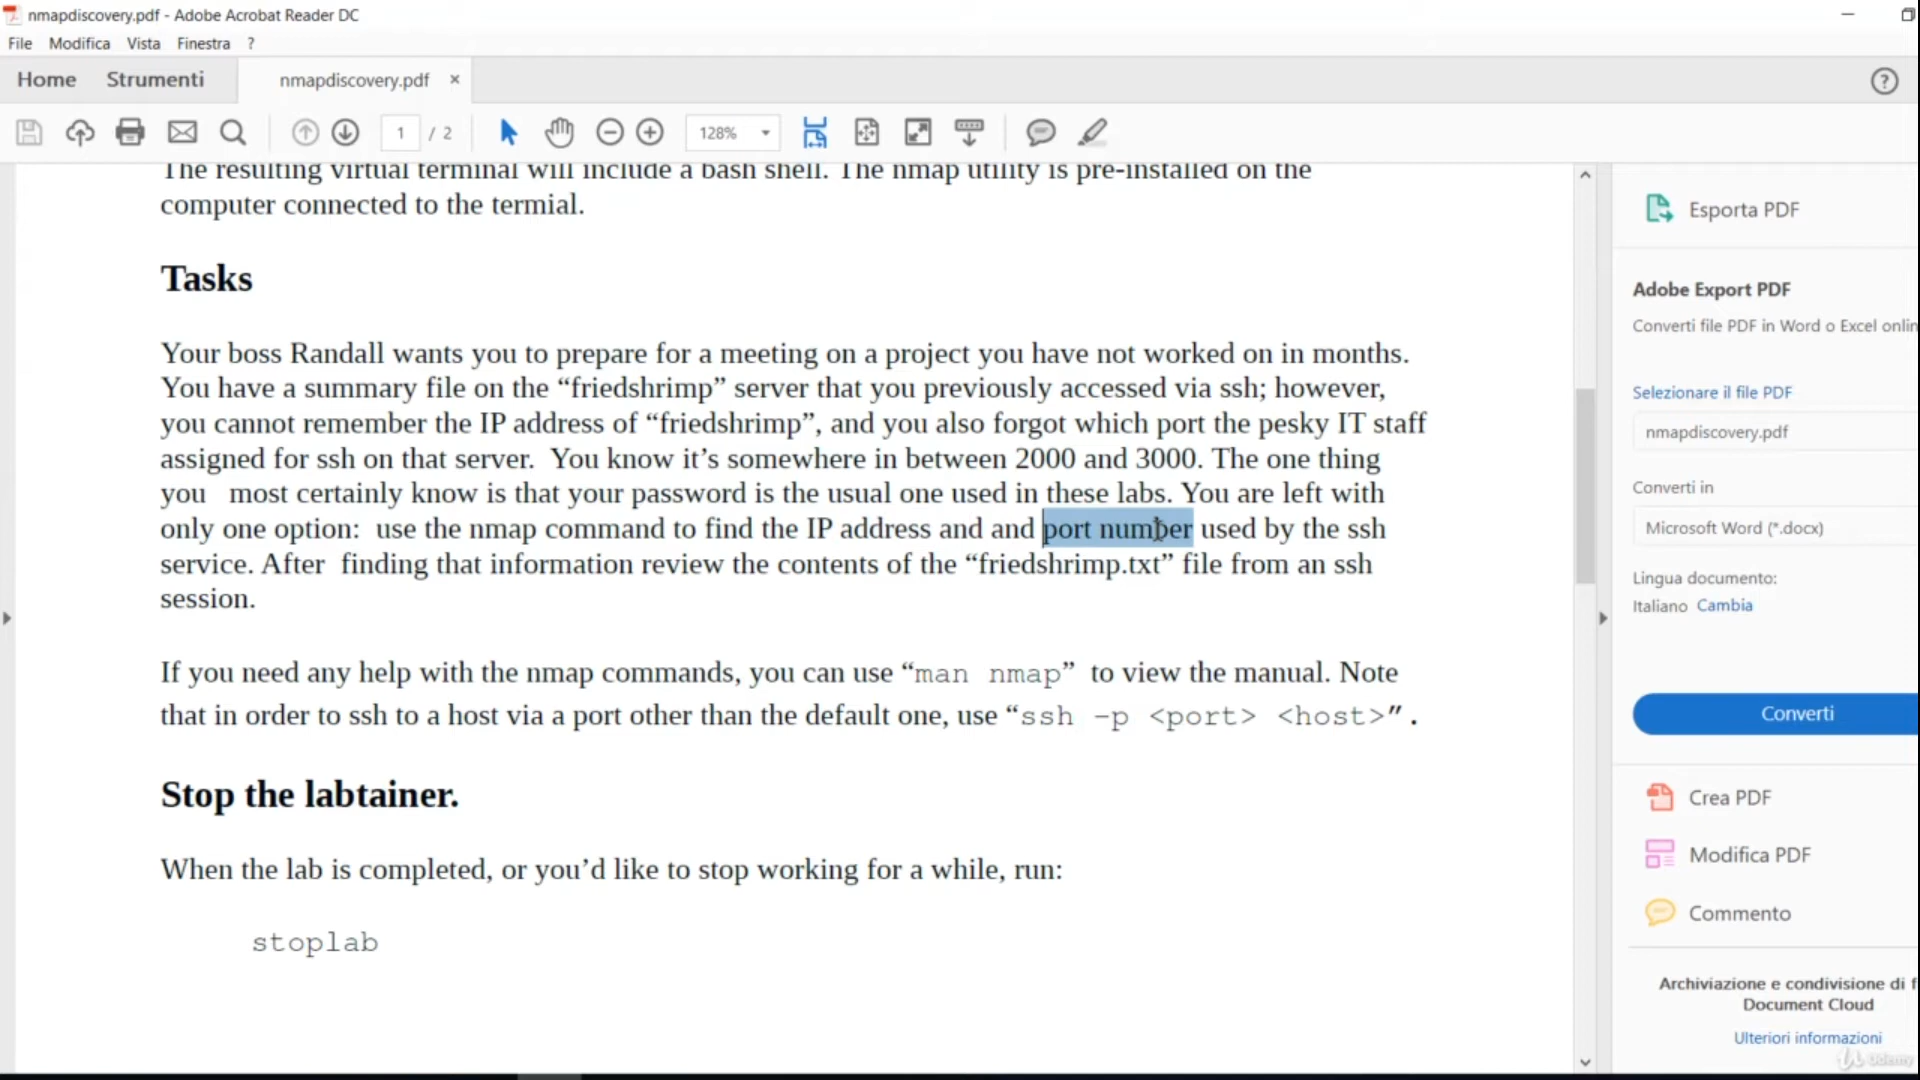 nmapdiscovery.pdf - Adobe Acrobat Reader DC
File Modifica Vista Finestra ?
Home Strumenti nmapdiscovery.pdf ×
1 / 2 128%
The resulting virtual terminal will include a bash shell. The nmap utility is pre-installed on the
computer connected to the termial.
Tasks
Your boss Randall wants you to prepare for a meeting on a project you have not worked on in months.
You have a summary file on the “friedshrimp” server that you previously accessed via ssh; however,
you cannot remember the IP address of “friedshrimp”, and you also forgot which port the pesky IT staff
assigned for ssh on that server. You know it’s somewhere in between 2000 and 3000. The one thing
you most certainly know is that your password is the usual one used in these labs. You are left with
only one option: use the nmap command to find the IP address and and port number used by the ssh
service. After finding that information review the contents of the “friedshrimp.txt” file from an ssh
session.
If you need any help with the nmap commands, you can use “man nmap” to view the manual. Note
that in order to ssh to a host via a port other than the default one, use “ssh –p <port> <host>”.
Stop the labtainer.
When the lab is completed, or you’d like to stop working for a while, run:
stoplab
Esporta PDF
Adobe Export PDF
Converti file PDF in Word o Excel onlin
Selezionare il file PDF
nmapdiscovery.pdf
Converti in
Microsoft Word (*.docx)
Lingua documento:
Italiano Cambia
Converti
Crea PDF
Modifica PDF
Commento
Archiviazione e condivisione di f
Document Cloud
Ulteriori informazioni
Udemy